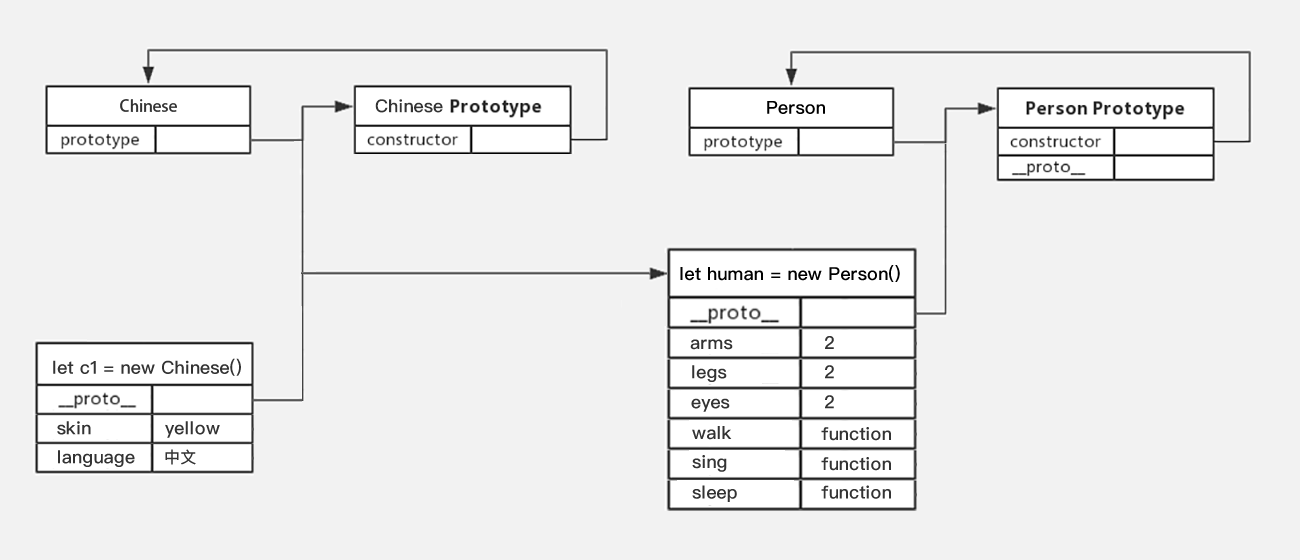 Chinese
prototype
Chinese Prototype
constructor
Person
prototype
Person Prototype
constructor
__proto__
let human = new Person()
__proto__
arms 2
legs 2
eyes 2
walk function
sing function
sleep function
let c1 = new Chinese()
__proto__
skin yellow
language 中文